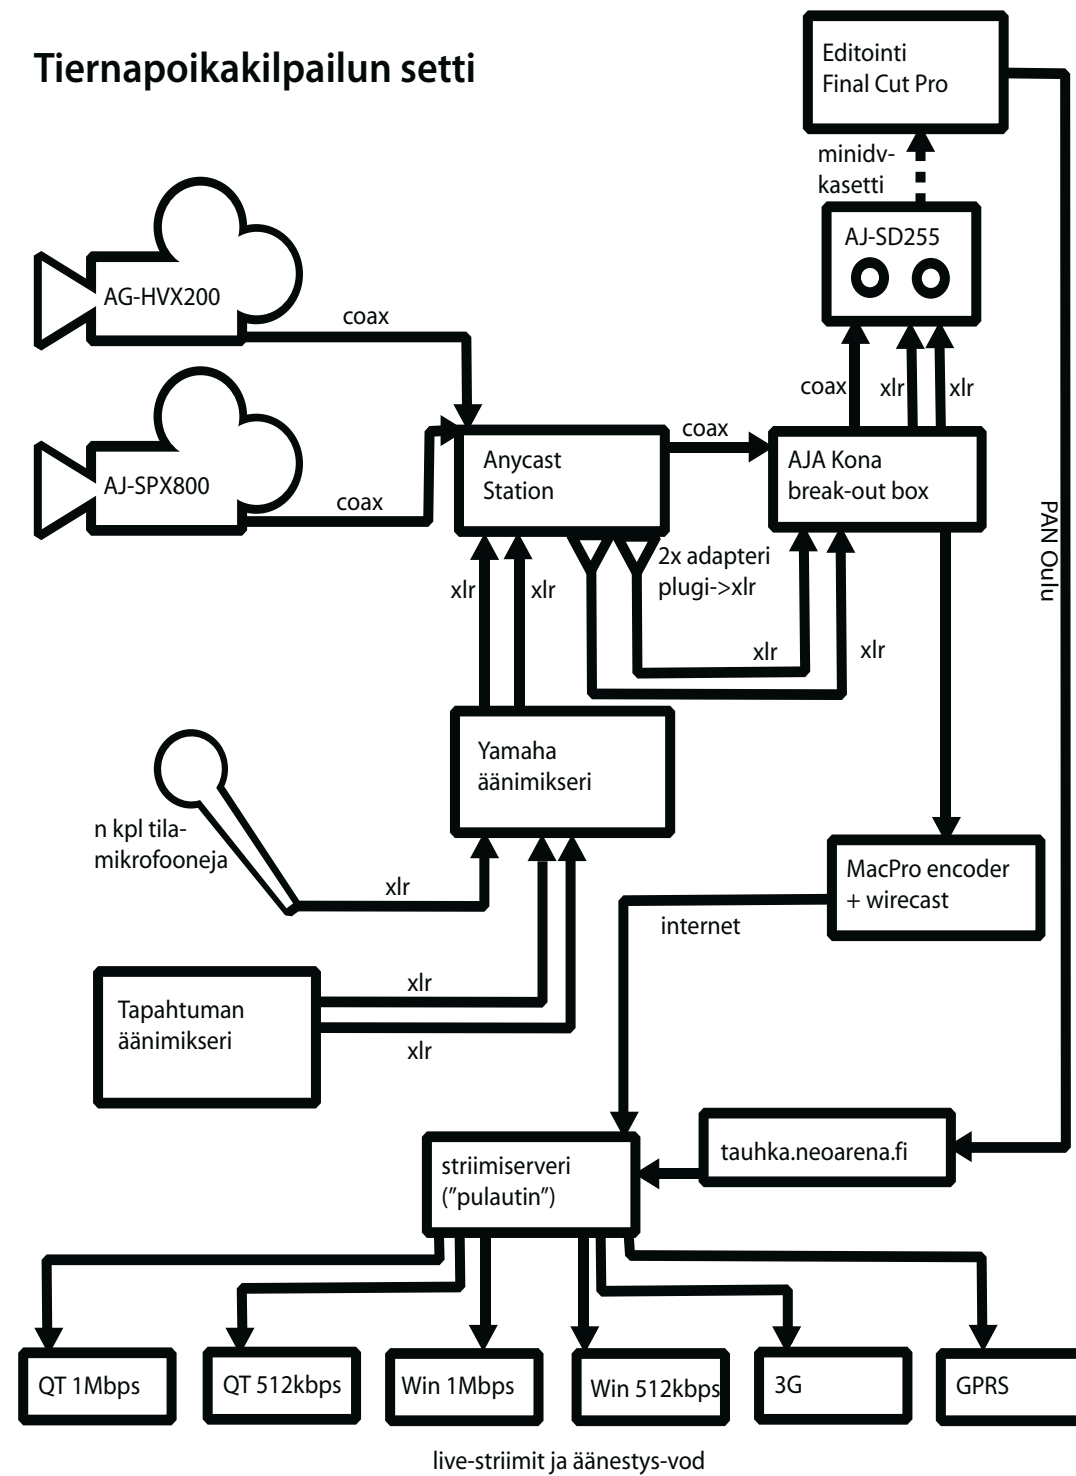 Tiernapoikakilpailun setti
Editointi
Final Cut Pro
minidv-
kasetti
AJ-SD255
AG-HVX200
coax
coax
xlr
xlr
AJ-SPX800
coax
Anycast
Station
coax
AJA Kona
break-out box
PAN Oulu
xlr
xlr
2x adapteri
plugi->xlr
xlr
xlr
Yamaha
äänimikseri
n kpl tila-
mikrofooneja
xlr
MacPro encoder
+ wirecast
internet
Tapahtuman
äänimikseri
xlr
xlr
striimiserveri
("pulautin")
tauhka.neoarena.fi
QT 1Mbps
QT 512kbps
Win 1Mbps
Win 512kbps
3G
GPRS
live-striimit ja äänestys-vod